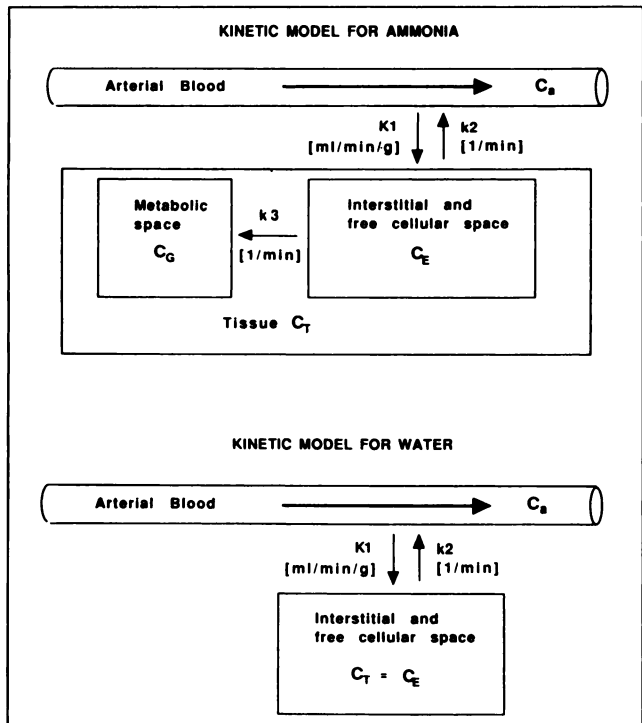 KINETIC MODEL FOR AMMONIA
Arterial Blood
Ca
K1
[ml/min/g]
k2
[1/min]
Metabolic
space
CG
k3
[1/min]
Interstitial and
free cellular space
CE
Tissue CT
KINETIC MODEL FOR WATER
Arterial Blood
Ca
K1
[ml/min/g]
k2
[1/min]
Interstitial and
free cellular space
CT = CE